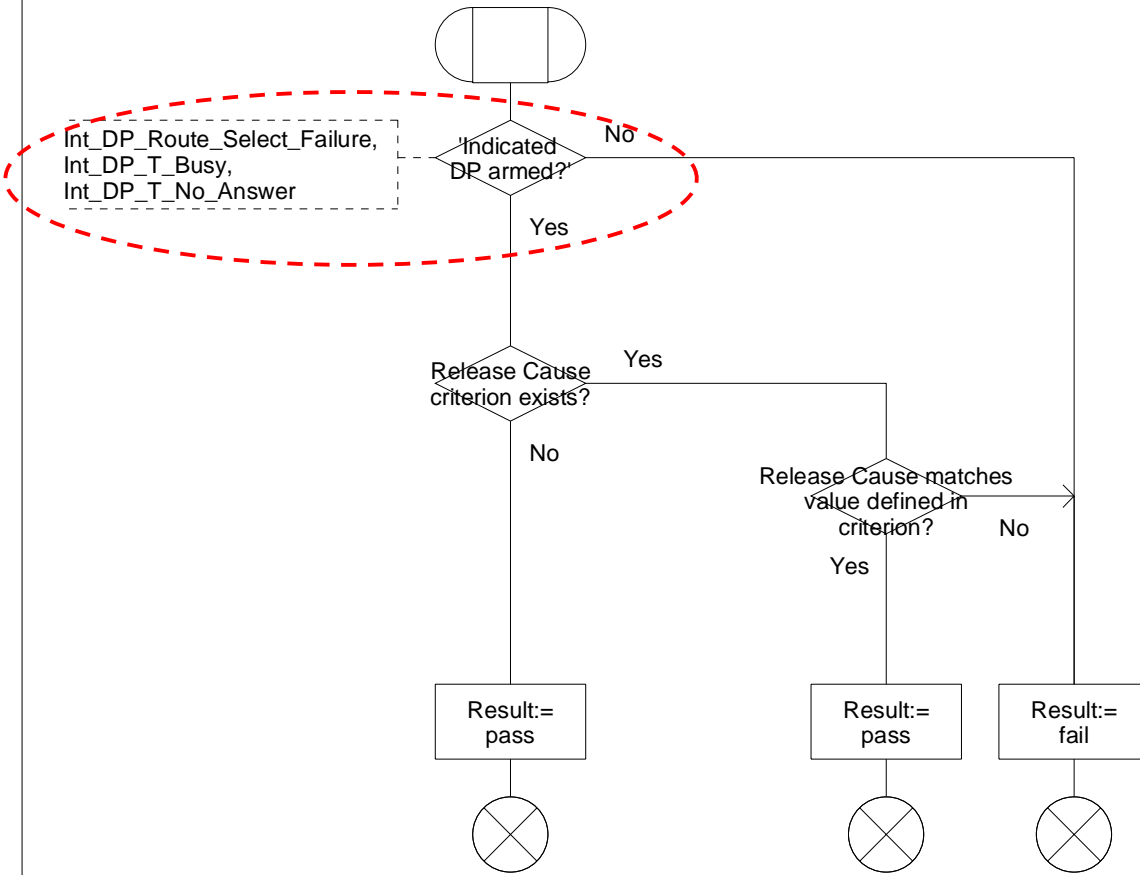 Int_DP_Route_Select_Failure,
Int_DP_T_Busy,
Int_DP_T_No_Answer
'Indicated
DP armed?'
No
Yes
Release Cause
criterion exists?
Yes
No
Release Cause matches
value defined in
criterion?
No
Yes
Result:=
pass
Result:=
pass
Result:=
fail